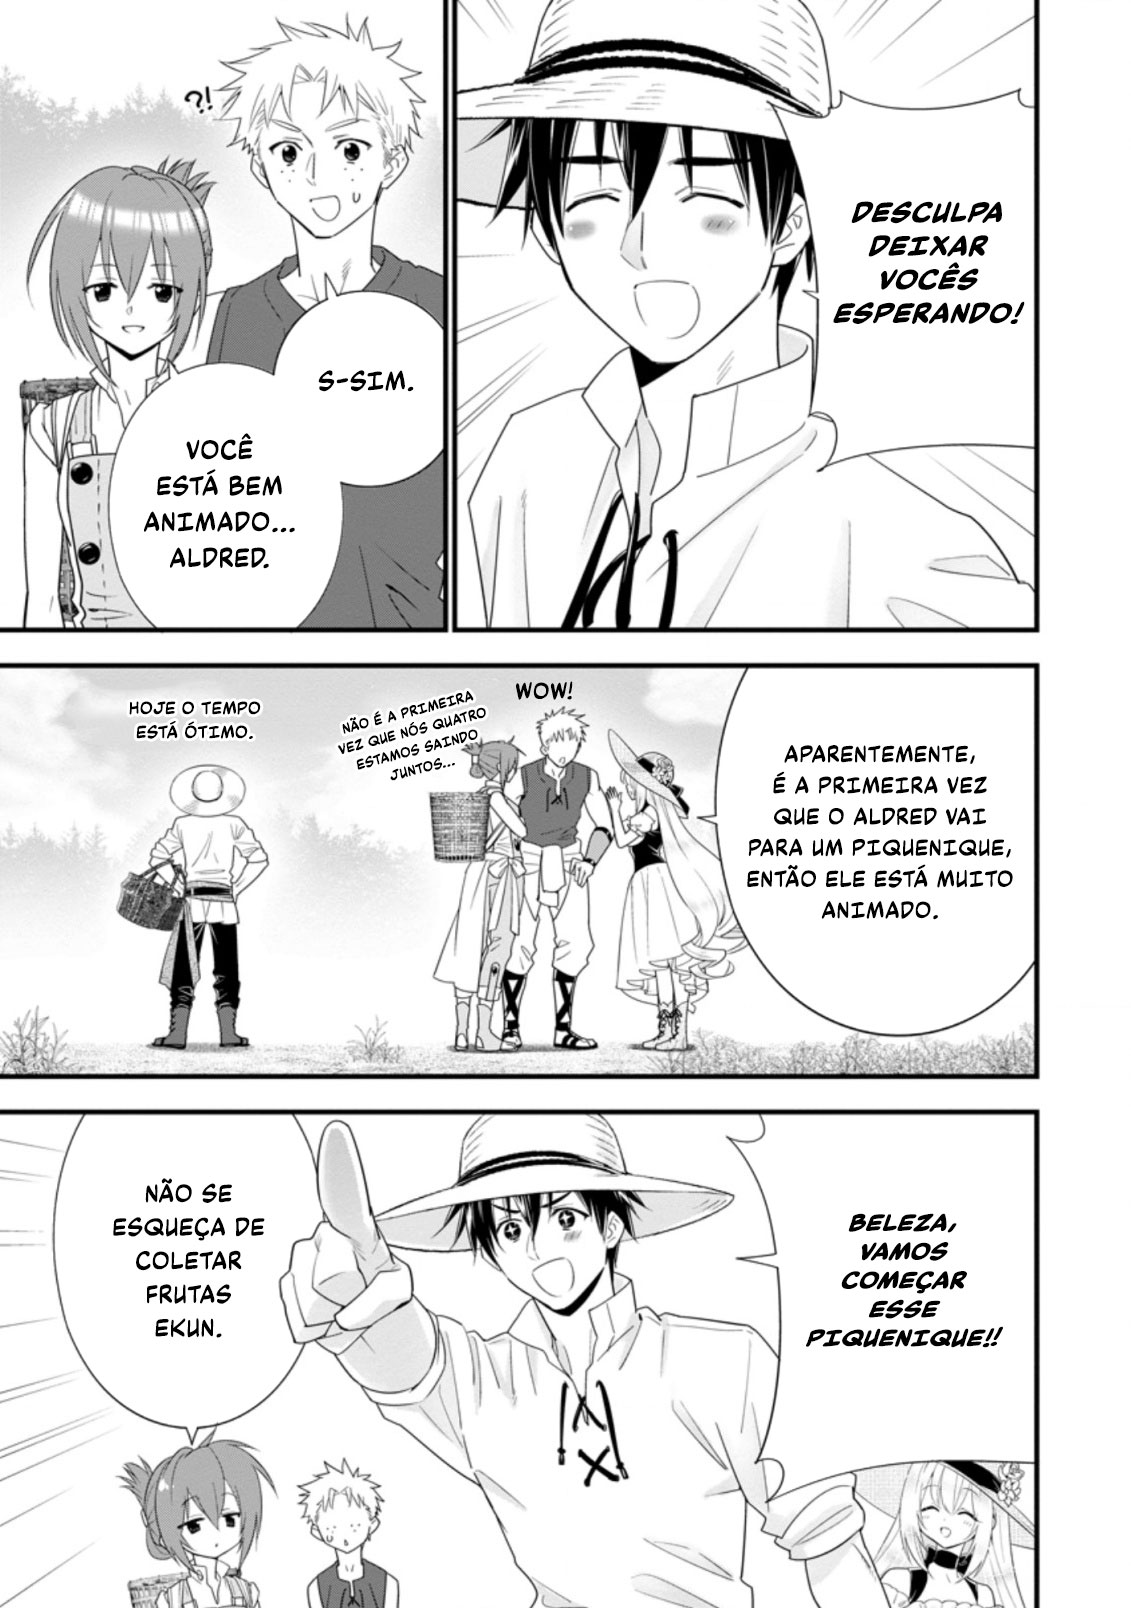 DESCULPA
DEIXAR
VOCÊS
ESPERANDO!
?!
S-SIM.
VOCÊ
ESTÁ BEM
ANIMADO...
ALDRED.
APARENTEMENTE,
É A PRIMEIRA VEZ
QUE O ALDRED VAI
PARA UM PIQUENIQUE,
ENTÃO ELE ESTÁ MUITO
ANIMADO.
WOW!
NÃO É A PRIMEIRA
VEZ QUE NÓS QUATRO
ESTAMOS SAINDO
JUNTOS...
HOJE O TEMPO
ESTÁ ÓTIMO.
BELEZA,
VAMOS
COMEÇAR
ESSE
PIQUENIQUE!!
NÃO SE
ESQUEÇA DE
COLETAR
FRUTAS
EKUN.